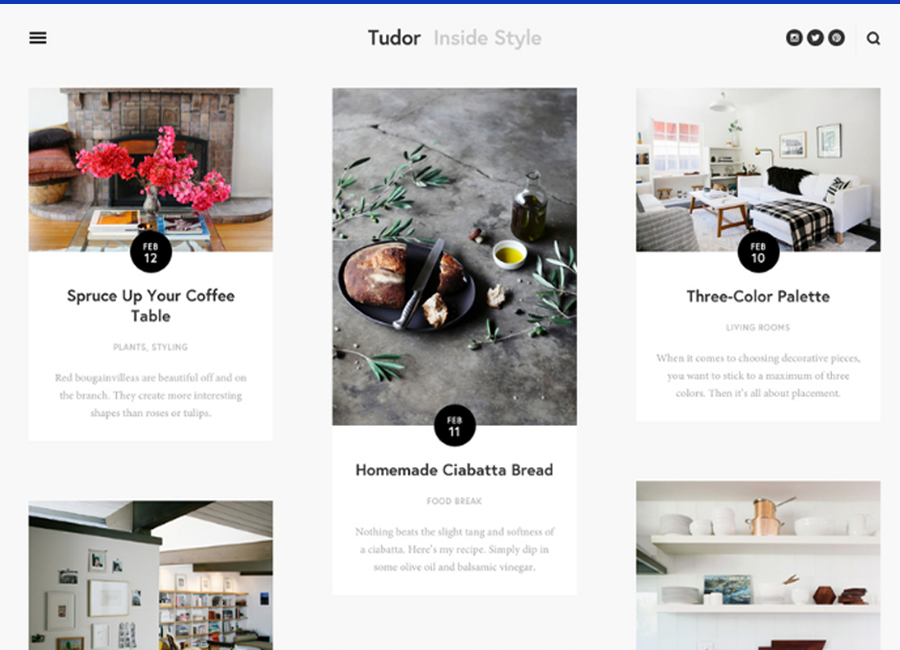 Tudor Inside Style
FEB
12
Spruce Up Your Coffee
Table
PLANTS, STYLING
Red bougainvilleas are beautiful off and on
the branch. They create more interesting
shapes than roses or tulips.
FEB
11
Homemade Ciabatta Bread
FOOD BREAK
Nothing beats the slight tang and softness of
a ciabatta. Here's my recipe. Simply dip in
some olive oil and balsamic vinegar.
FEB
10
Three-Color Palette
LIVING ROOMS
When it comes to choosing decorative pieces,
you want to stick to a maximum of three
colors. Then it's all about placement.